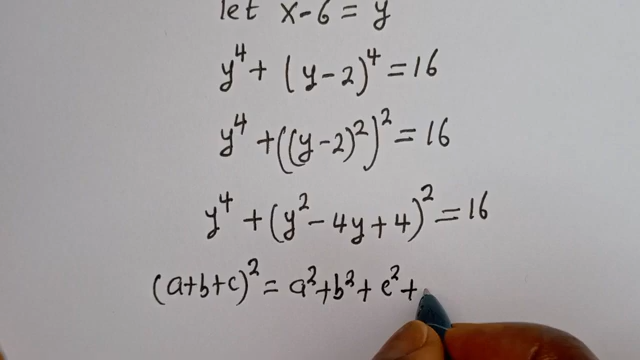 let x-6 = y
y⁴ + (y-2)⁴ = 16
y⁴ + ((y-2)²)² = 16
y⁴ + (y² - 4y + 4)² = 16
(a+b+c)² = a²+b²+c²+